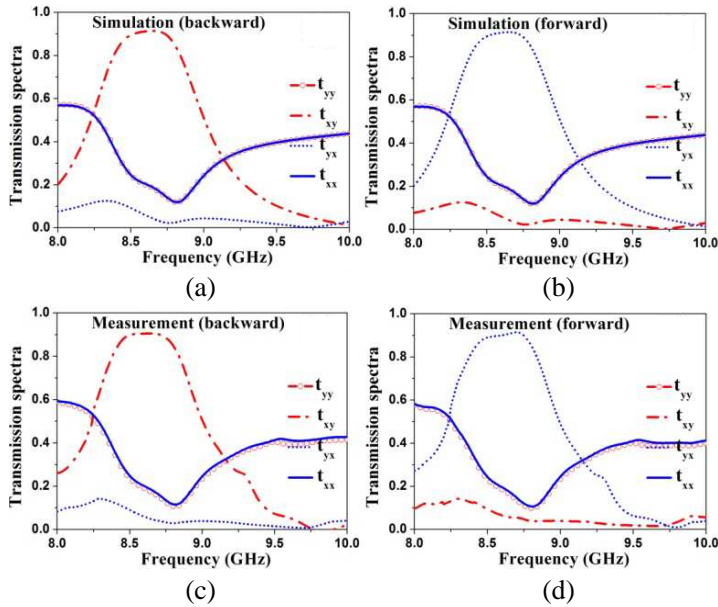 Simulation (backward)
Transmission spectra
1.0
0.8
0.6
0.4
0.2
0.0
t_yy
t_xy
t_yx
t_xx
8.0 8.5 9.0 9.5 10.0
Frequency (GHz)
(a)
Simulation (forward)
Transmission spectra
1.0
0.8
0.6
0.4
0.2
0.0
t_yy
t_xy
t_yx
t_xx
8.0 8.5 9.0 9.5 10.0
Frequency (GHz)
(b)
Measurement (backward)
Transmission spectra
1.0
0.8
0.6
0.4
0.2
0.0
t_yy
t_xy
t_yx
t_xx
8.0 8.5 9.0 9.5 10.0
Frequency (GHz)
(c)
Measurement (forward)
Transmission spectra
1.0
0.8
0.6
0.4
0.2
0.0
t_yy
t_xy
t_yx
t_xx
8.0 8.5 9.0 9.5 10.0
Frequency (GHz)
(d)